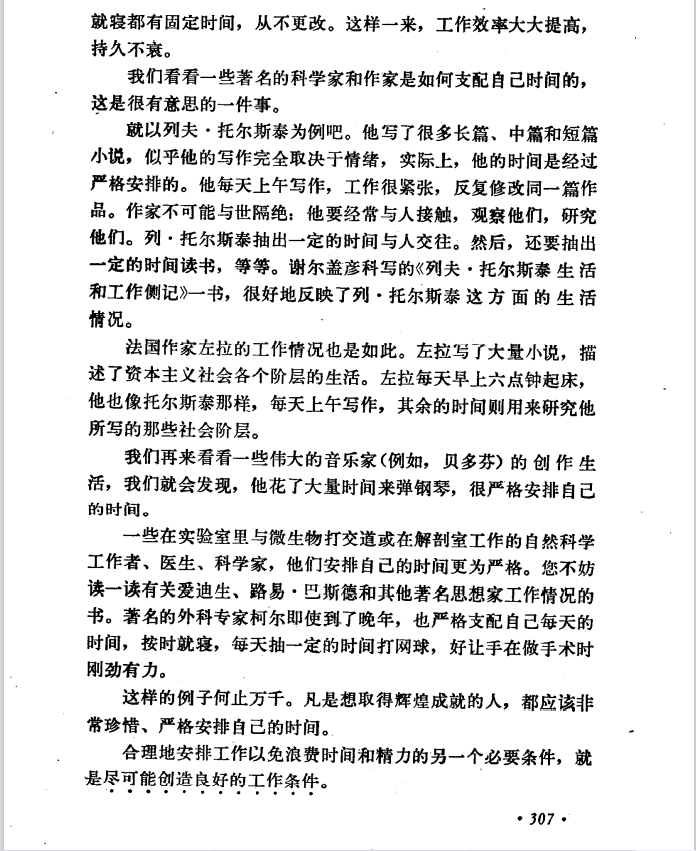 就寝都有固定时间，从不更改。这样一来，工作效率大大提高，
持久不衰。
我们看看一些著名的科学家和作家是如何支配自己时间的，
这是很有意思的一件事。
就以列夫·托尔斯泰为例吧。他写了很多长篇、中篇和短篇
小说，似乎他的写作完全取决于情绪，实际上，他的时间是经过
严格安排的。他每天上午写作，工作很紧张，反复修改同一篇作
品。作家不可能与世隔绝：他要经常与人接触，观察他们，研究
他们。列·托尔斯泰抽出一定的时间与人交往。然后，还要抽出
一定的时间读书，等等。谢尔盖彦科写的《列夫·托尔斯泰生活
和工作侧记》一书，很好地反映了列·托尔斯泰这方面的生活
情况。
法国作家左拉的工作情况也是如此。左拉写了大量小说，描
述了资本主义社会各个阶层的生活。左拉每天早上六点钟起床，
他也像托尔斯泰那样，每天上午写作，其余的时间则用来研究他
所写的那些社会阶层。
我们再来看看一些伟大的音乐家（例如，贝多芬）的创作生
活，我们就会发现，他花了大量时间来弹钢琴，很严格安排自己
的时间。
一些在实验室里与微生物打交道或在解剖室工作的自然科学
工作者、医生、科学家，他们安排自己的时间更为严格。您不妨
读一读有关爱迪生、路易·巴斯德和其他著名思想家工作情况的
书。著名的外科专家柯尔即使到了晚年，也严格支配自己每天的
时间，按时就寝，每天抽一定的时间打网球，好让手在做手术时
刚劲有力。
这样的例子何止万千。凡是想取得辉煌成就的人，都应该非
常珍惜、严格安排自己的时间。
合理地安排工作以免浪费时间和精力的另一个必要条件，就
是尽可能创造良好的工作条件。
·307·